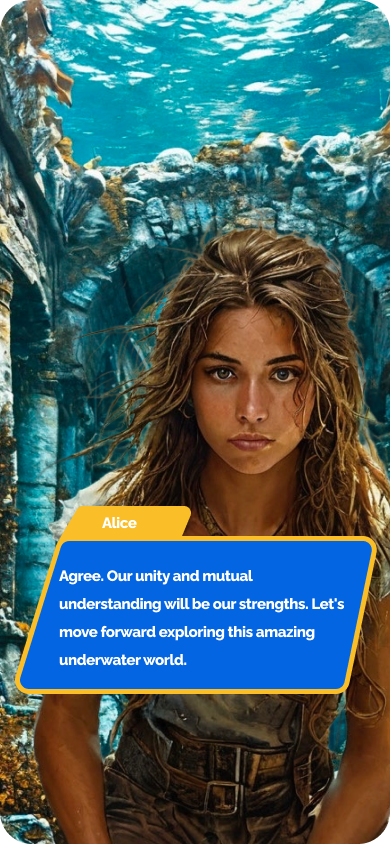 Alice
Agree. Our unity and mutual
understanding will be our strengths. Let's
move forward exploring this amazing
underwater world.